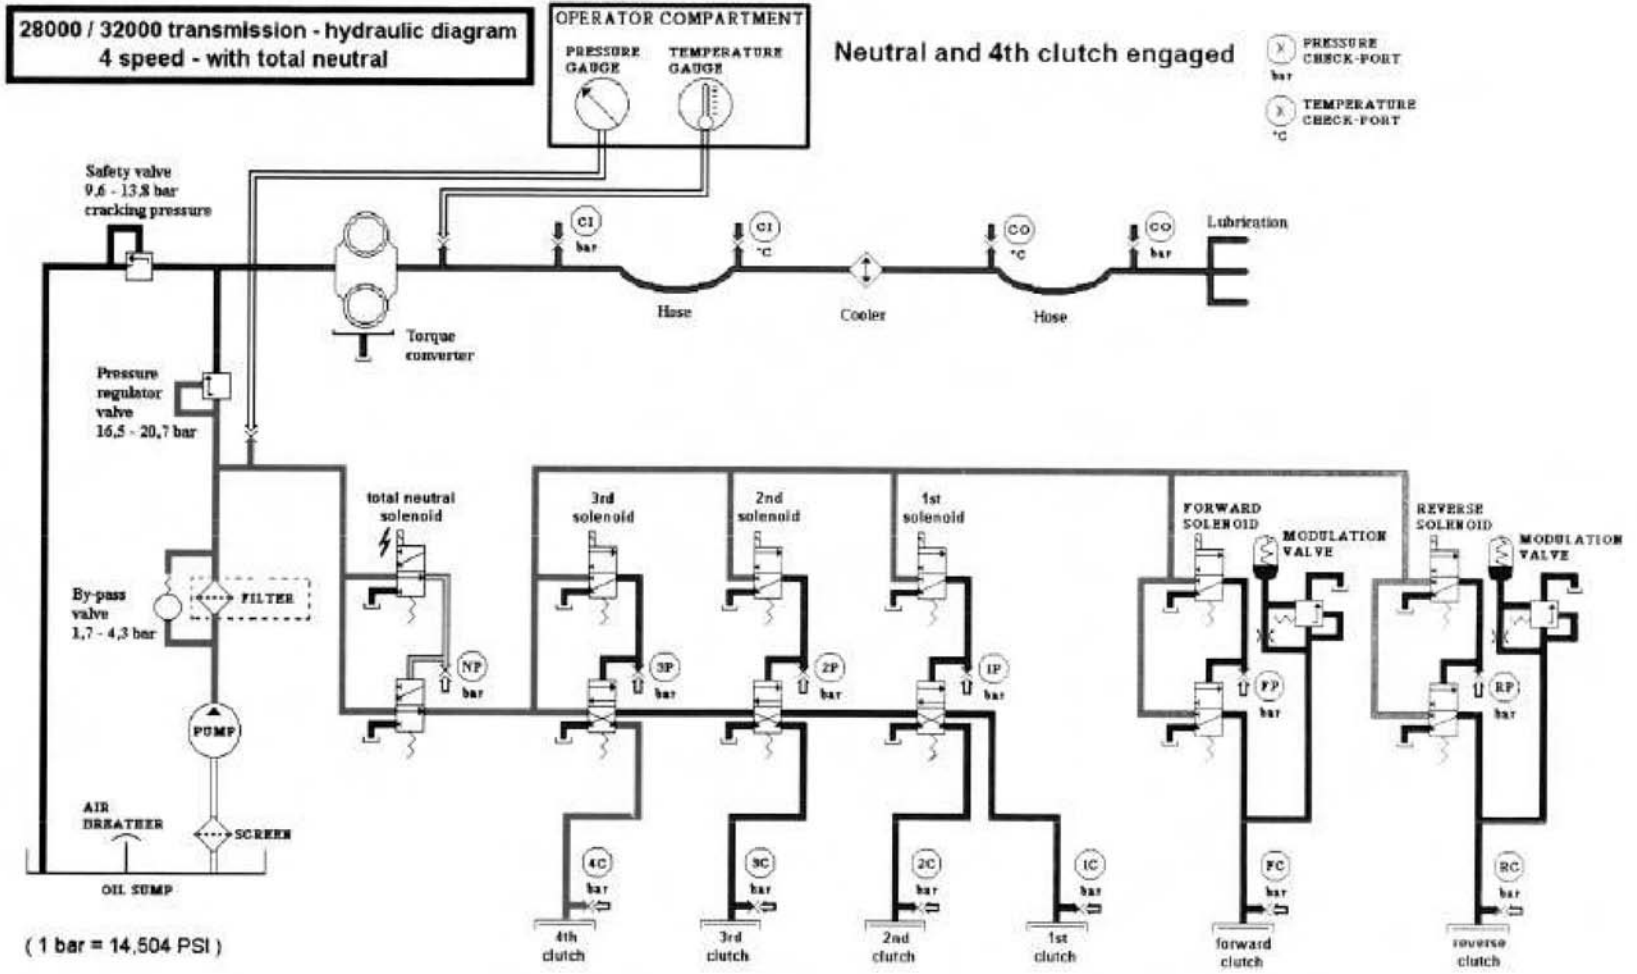 28000 / 32000 transmission - hydraulic diagram
4 speed - with total neutral
OPERATOR COMPARTMENT
PRESSURE GAUGE
TEMPERATURE GAUGE
Neutral and 4th clutch engaged
X
PRESSURE
CHECK-PORT
bar
X
TEMPERATURE
CHECK-PORT
°C
Safety valve
9,6 - 13,8 bar
cracking pressure
CI
bar
CI
°C
CO
°C
CO
bar
Lubrication
Hose
Cooler
Hose
Torque
converter
Pressure
regulator
valve
16,5 - 20,7 bar
total neutral
solenoid
3rd
solenoid
2nd
solenoid
1st
solenoid
FORWARD
SOLENOID
MODULATION
VALVE
REVERSE
SOLENOID
MODULATION
VALVE
By-pass
valve
1,7 - 4,3 bar
FILTER
NP
bar
3P
bar
2P
bar
1P
bar
FP
bar
RP
bar
PUMP
AIR
BREATHER
SCREEN
OIL SUMP
4C
bar
3C
bar
2C
bar
1C
bar
FC
bar
RC
bar
4th
clutch
3rd
clutch
2nd
clutch
1st
clutch
forward
clutch
reverse
clutch
( 1 bar = 14,504 PSI )